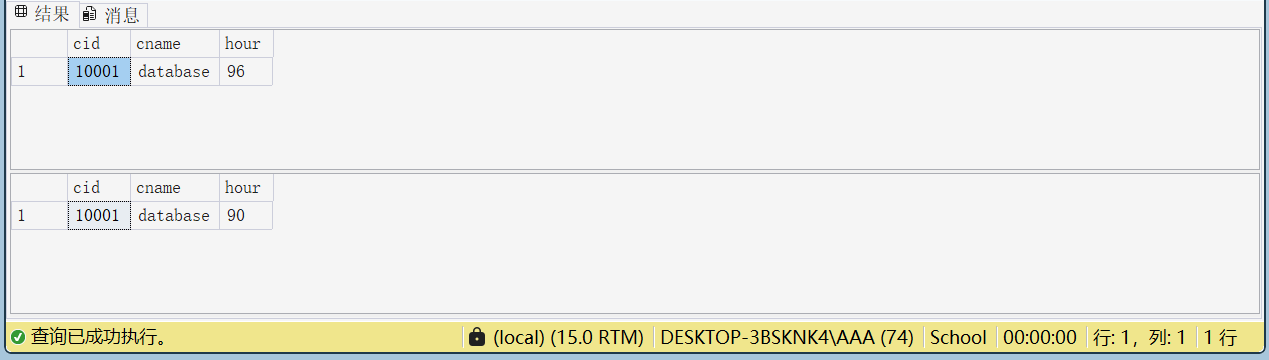 结果 消息
cid cname hour
1 10001 database 96
cid cname hour
1 10001 database 90
查询已成功执行。 (local) (15.0 RTM) DESKTOP-3BSKNK4\AAA (74) School 00:00:00 行: 1，列: 1 1 行